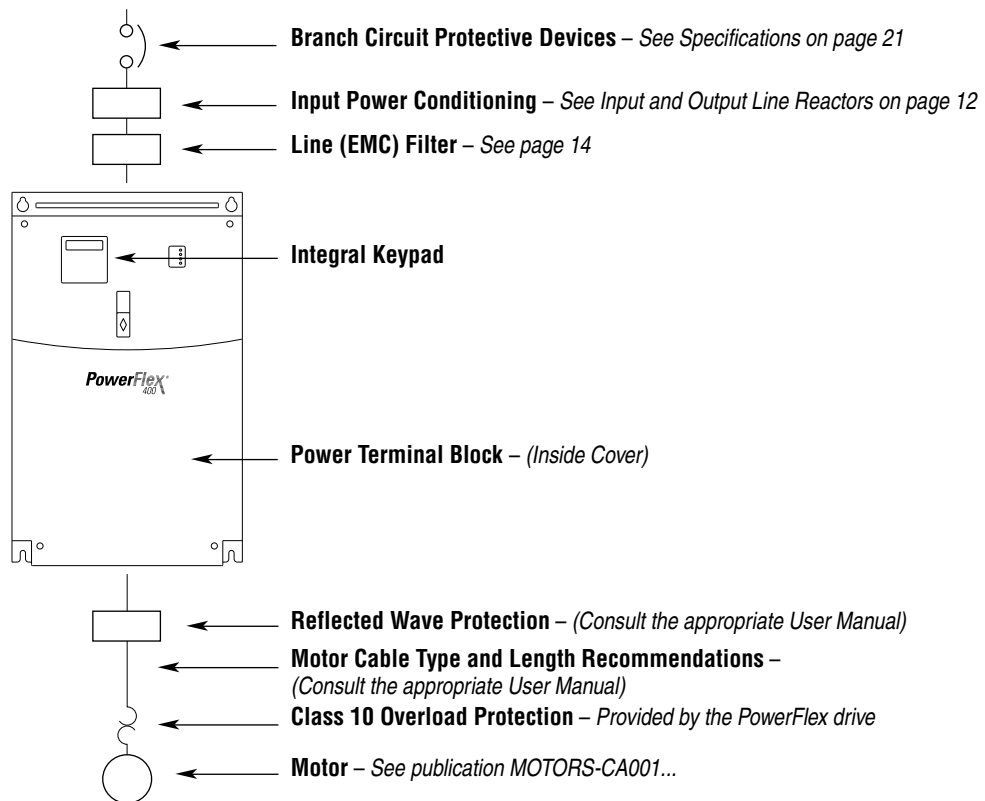 Branch Circuit Protective Devices – See Specifications on page 21
Input Power Conditioning – See Input and Output Line Reactors on page 12
Line (EMC) Filter – See page 14
Integral Keypad
PowerFlex
400
Power Terminal Block – (Inside Cover)
Reflected Wave Protection – (Consult the appropriate User Manual)
Motor Cable Type and Length Recommendations –
(Consult the appropriate User Manual)
Class 10 Overload Protection – Provided by the PowerFlex drive
Motor – See publication MOTORS-CA001...